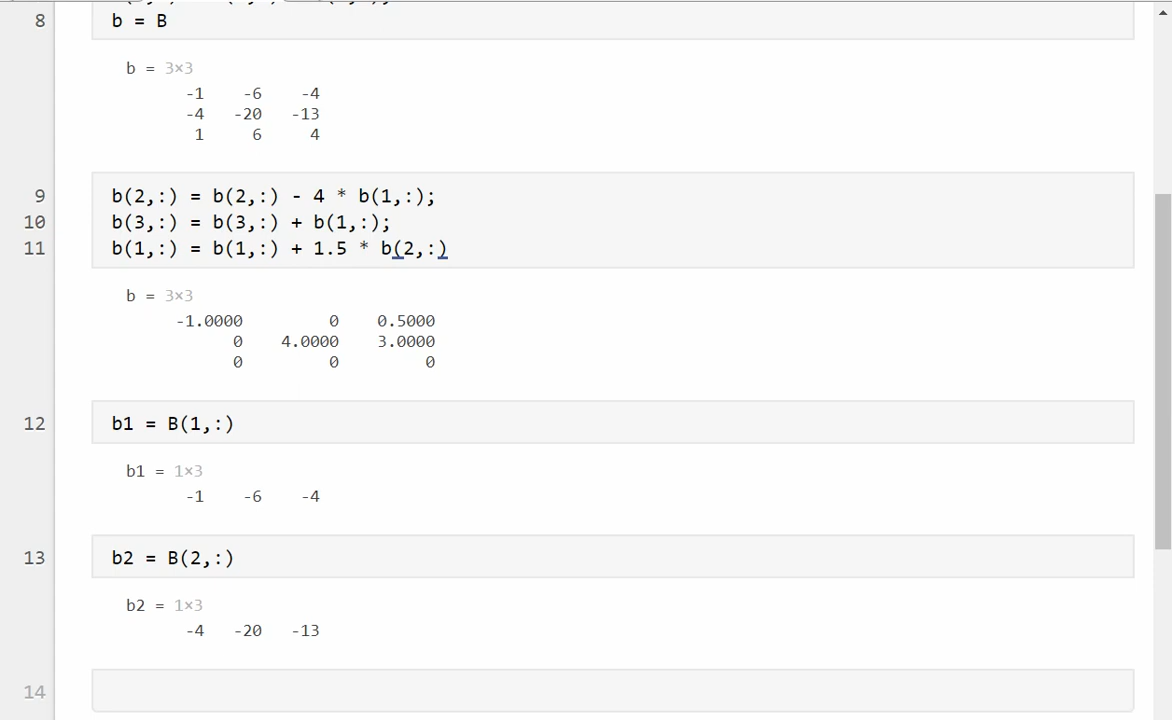 8 b = B
b = 3×3
-1 -6 -4
-4 -20 -13
1 6 4
9 b(2,:) = b(2,:) - 4 * b(1,:);
10 b(3,:) = b(3,:) + b(1,:);
11 b(1,:) = b(1,:) + 1.5 * b(2,:)
b = 3×3
-1.0000 0 0.5000
0 4.0000 3.0000
0 0 0
12 b1 = B(1,:)
b1 = 1×3
-1 -6 -4
13 b2 = B(2,:)
b2 = 1×3
-4 -20 -13
14